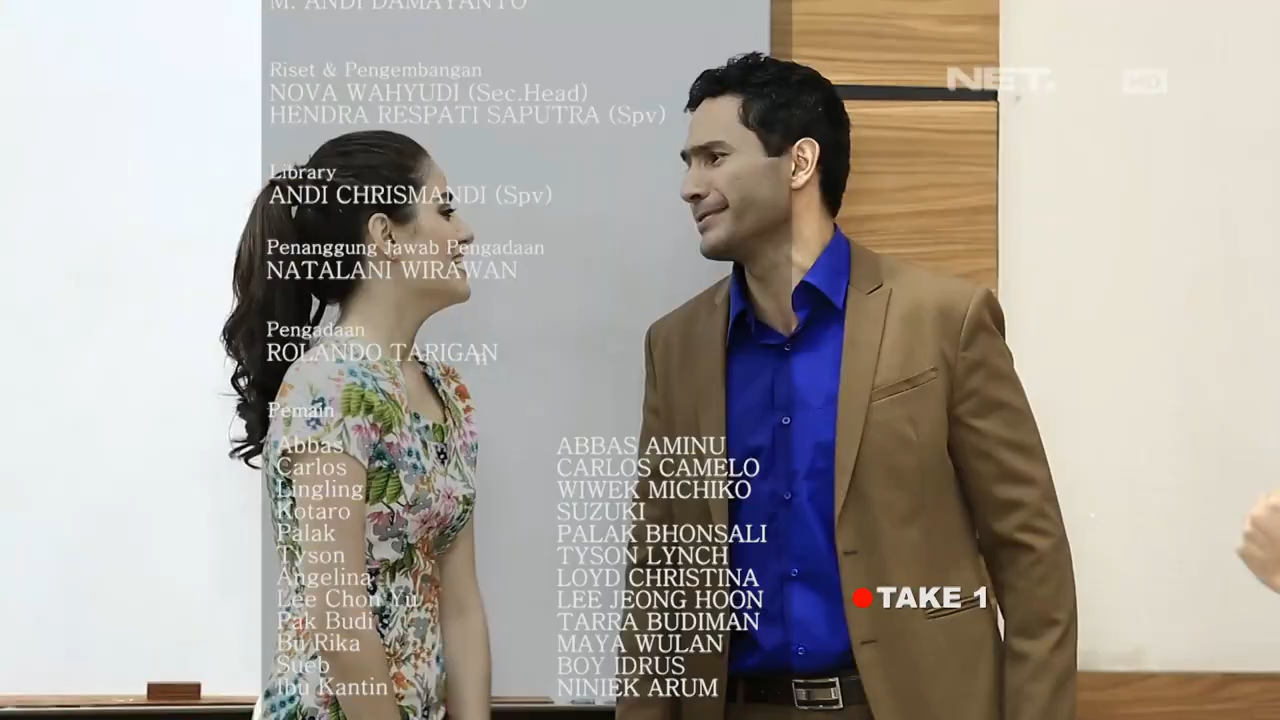 M. ANDI DAMAYANTO
Riset & Pengembangan
NOVA WAHYUDI (Sec.Head)
HENDRA RESPATI SAPUTRA (Spv)
NET.
HD
Library
ANDI CHRISMANDI (Spv)
Penanggung Jawab Pengadaan
NATALANI WIRAWAN
Pengadaan
ROLANDO TARIGAN
Pemain
Abbas ABBAS AMINU
Carlos CARLOS CAMELO
Lingling WIWEK MICHIKO
Kotaro SUZUKI
Palak PALAK BHONSALI
Tyson TYSON LYNCH
Angelina LOYD CHRISTINA
Lee Chon Yu LEE JEONG HOON
TAKE 1
Pak Budi TARRA BUDIMAN
Bu Rika MAYA WULAN
Sueb BOY IDRUS
Ibu Kantin NINIEK ARUM